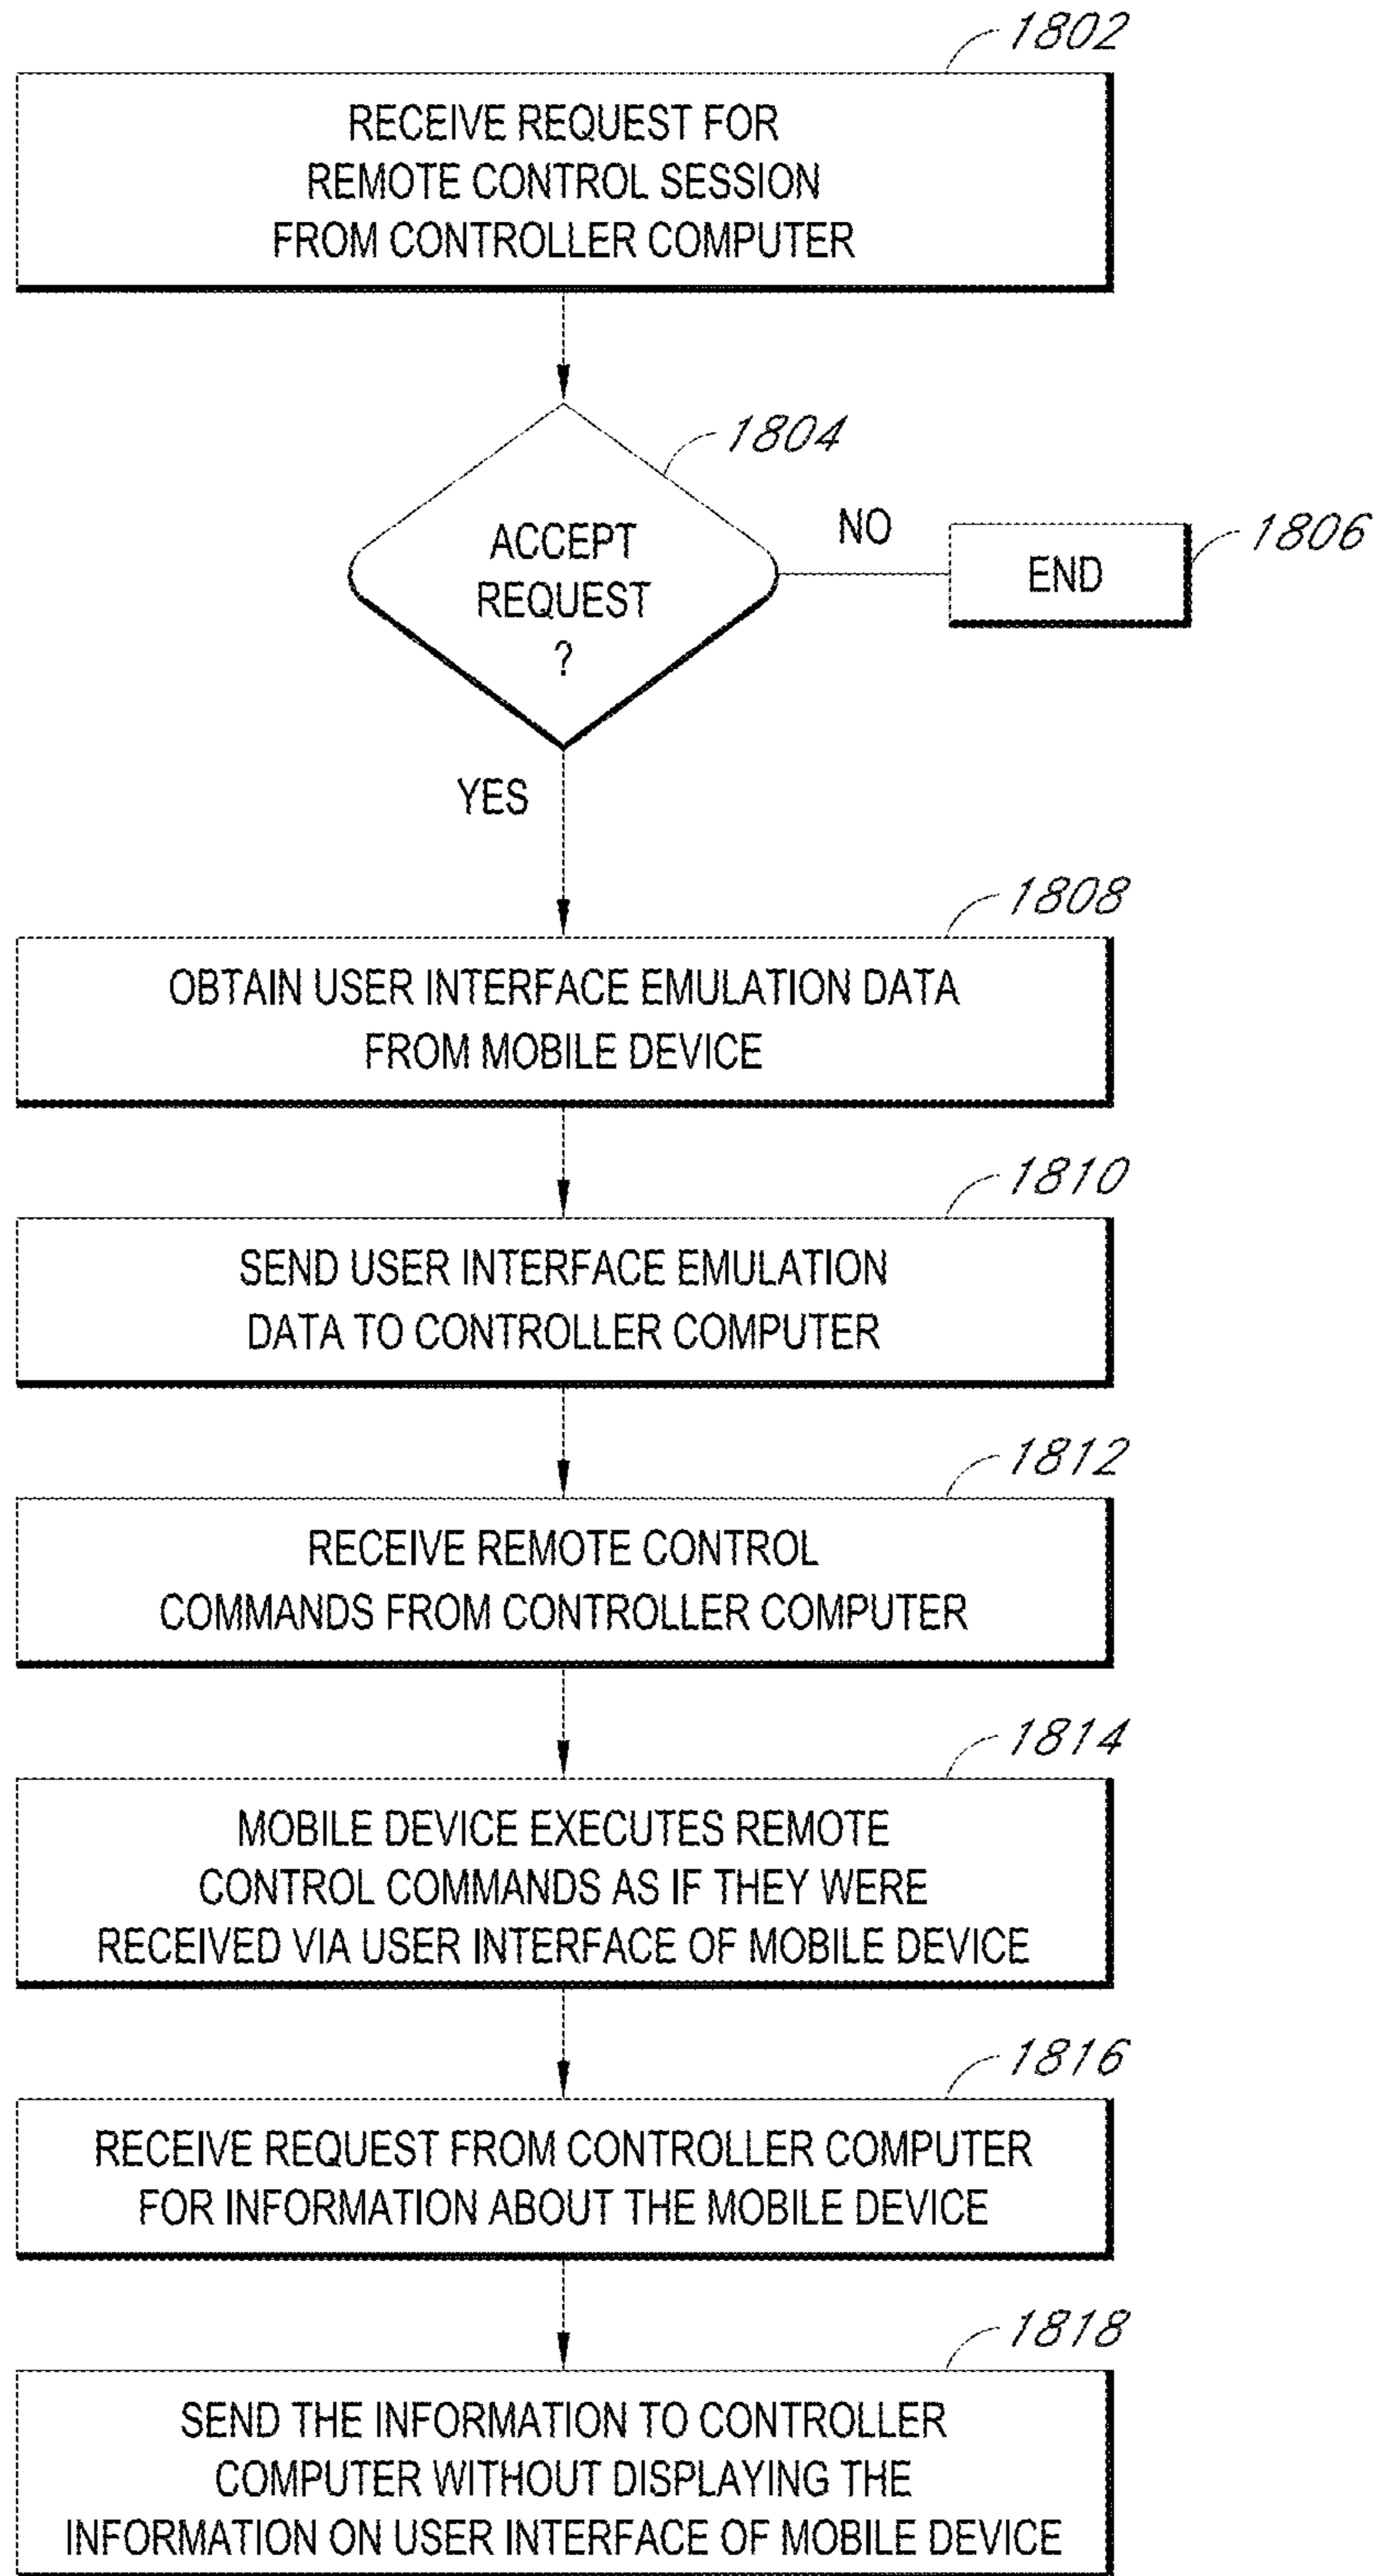 1802
RECEIVE REQUEST FOR
REMOTE CONTROL SESSION
FROM CONTROLLER COMPUTER
1804
ACCEPT
REQUEST
?
NO
END
1806
YES
1808
OBTAIN USER INTERFACE EMULATION DATA
FROM MOBILE DEVICE
1810
SEND USER INTERFACE EMULATION
DATA TO CONTROLLER COMPUTER
1812
RECEIVE REMOTE CONTROL
COMMANDS FROM CONTROLLER COMPUTER
1814
MOBILE DEVICE EXECUTES REMOTE
CONTROL COMMANDS AS IF THEY WERE
RECEIVED VIA USER INTERFACE OF MOBILE DEVICE
1816
RECEIVE REQUEST FROM CONTROLLER COMPUTER
FOR INFORMATION ABOUT THE MOBILE DEVICE
1818
SEND THE INFORMATION TO CONTROLLER
COMPUTER WITHOUT DISPLAYING THE
INFORMATION ON USER INTERFACE OF MOBILE DEVICE